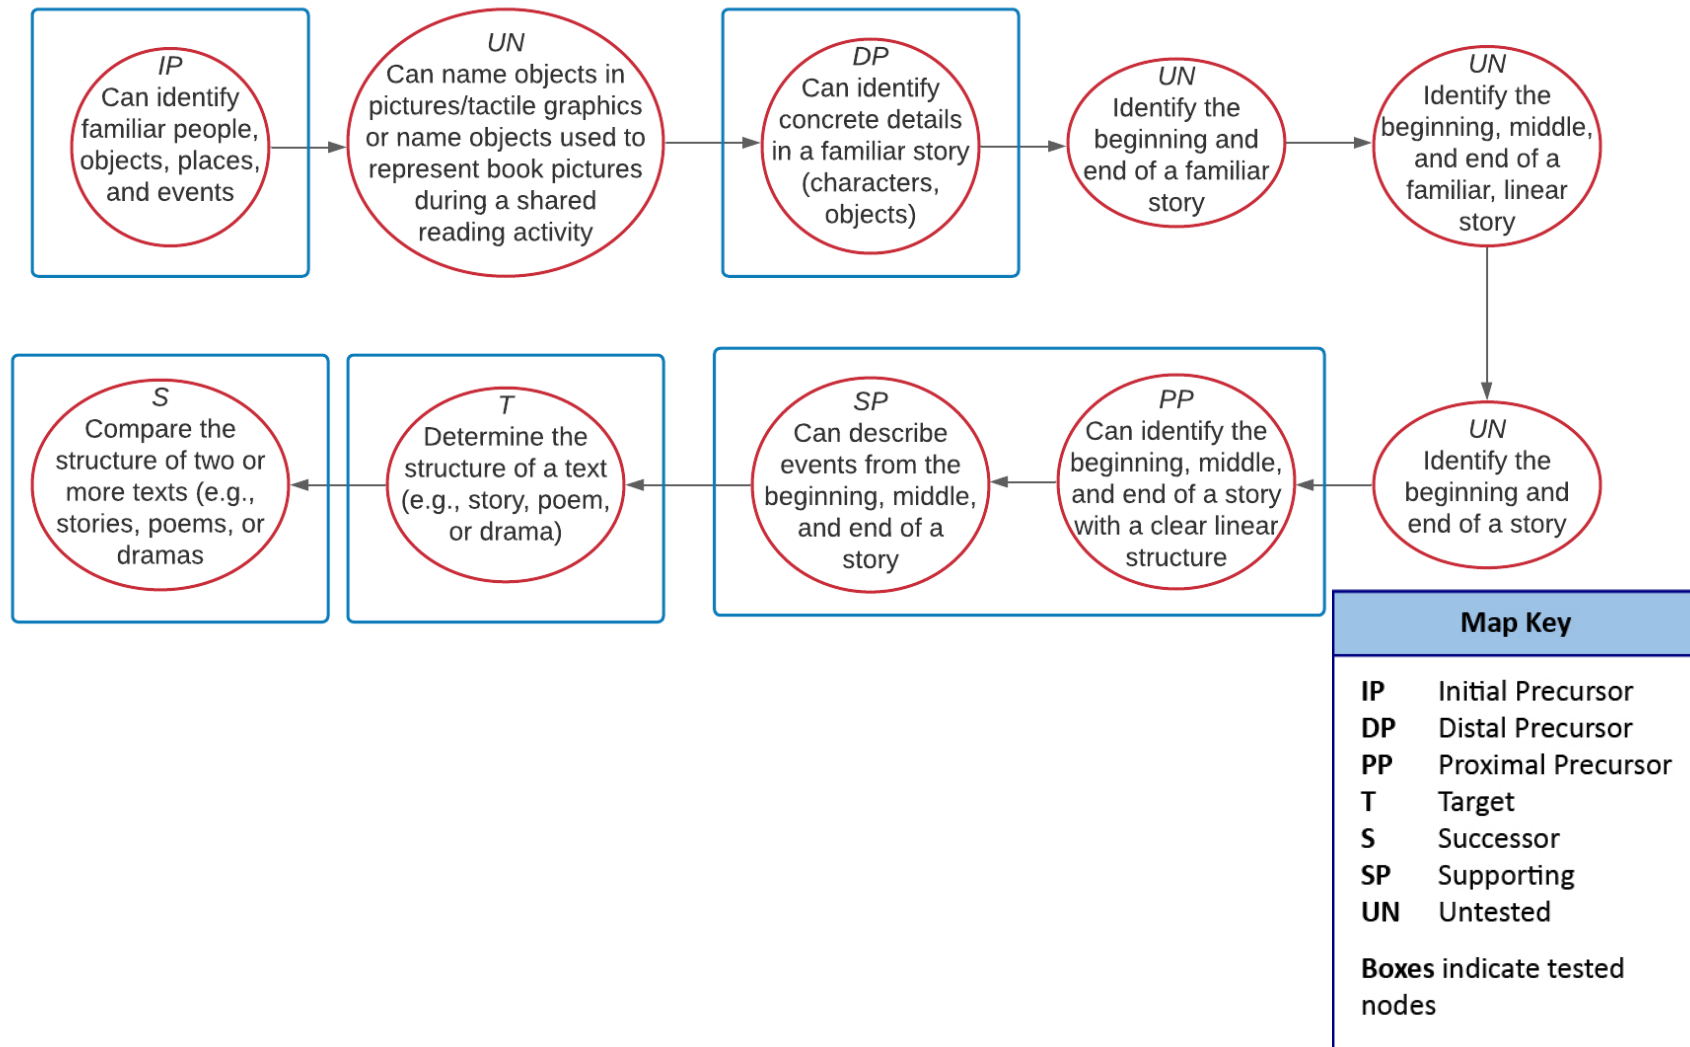 IP
Can identify
familiar people,
objects, places,
and events
UN
Can name objects in
pictures/tactile graphics
or name objects used to
represent book pictures
during a shared
reading activity
DP
Can identify
concrete details
in a familiar story
(characters,
objects)
UN
Identify the
beginning and
end of a familiar
story
UN
Identify the
beginning, middle,
and end of a
familiar, linear
story
UN
Identify the
beginning and
end of a story
PP
Can identify the
beginning, middle,
and end of a story
with a clear linear
structure
SP
Can describe
events from the
beginning, middle,
and end of a
story
T
Determine the
structure of a text
(e.g., story, poem,
or drama)
S
Compare the
structure of two or
more texts (e.g.,
stories, poems, or
dramas
Map Key
IP Initial Precursor
DP Distal Precursor
PP Proximal Precursor
T Target
S Successor
SP Supporting
UN Untested
Boxes indicate tested
nodes